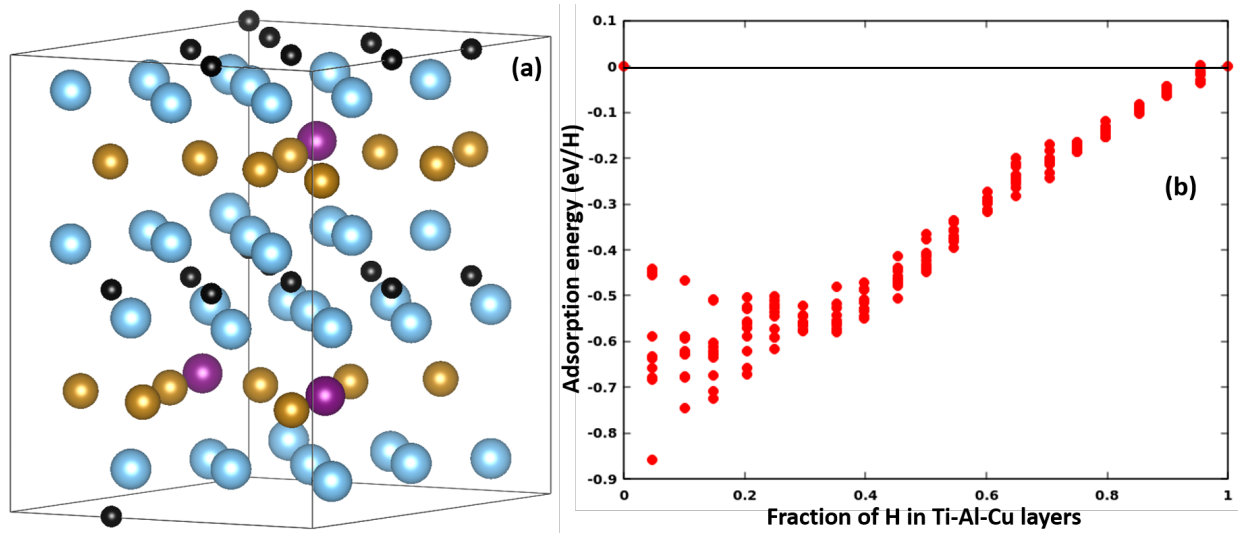 (a)
Adsorption energy (eV/H)
0.1
0
-0.1
-0.2
-0.3
-0.4
-0.5
-0.6
-0.7
-0.8
-0.9
(b)
0 0.2 0.4 0.6 0.8 1
Fraction of H in Ti-Al-Cu layers